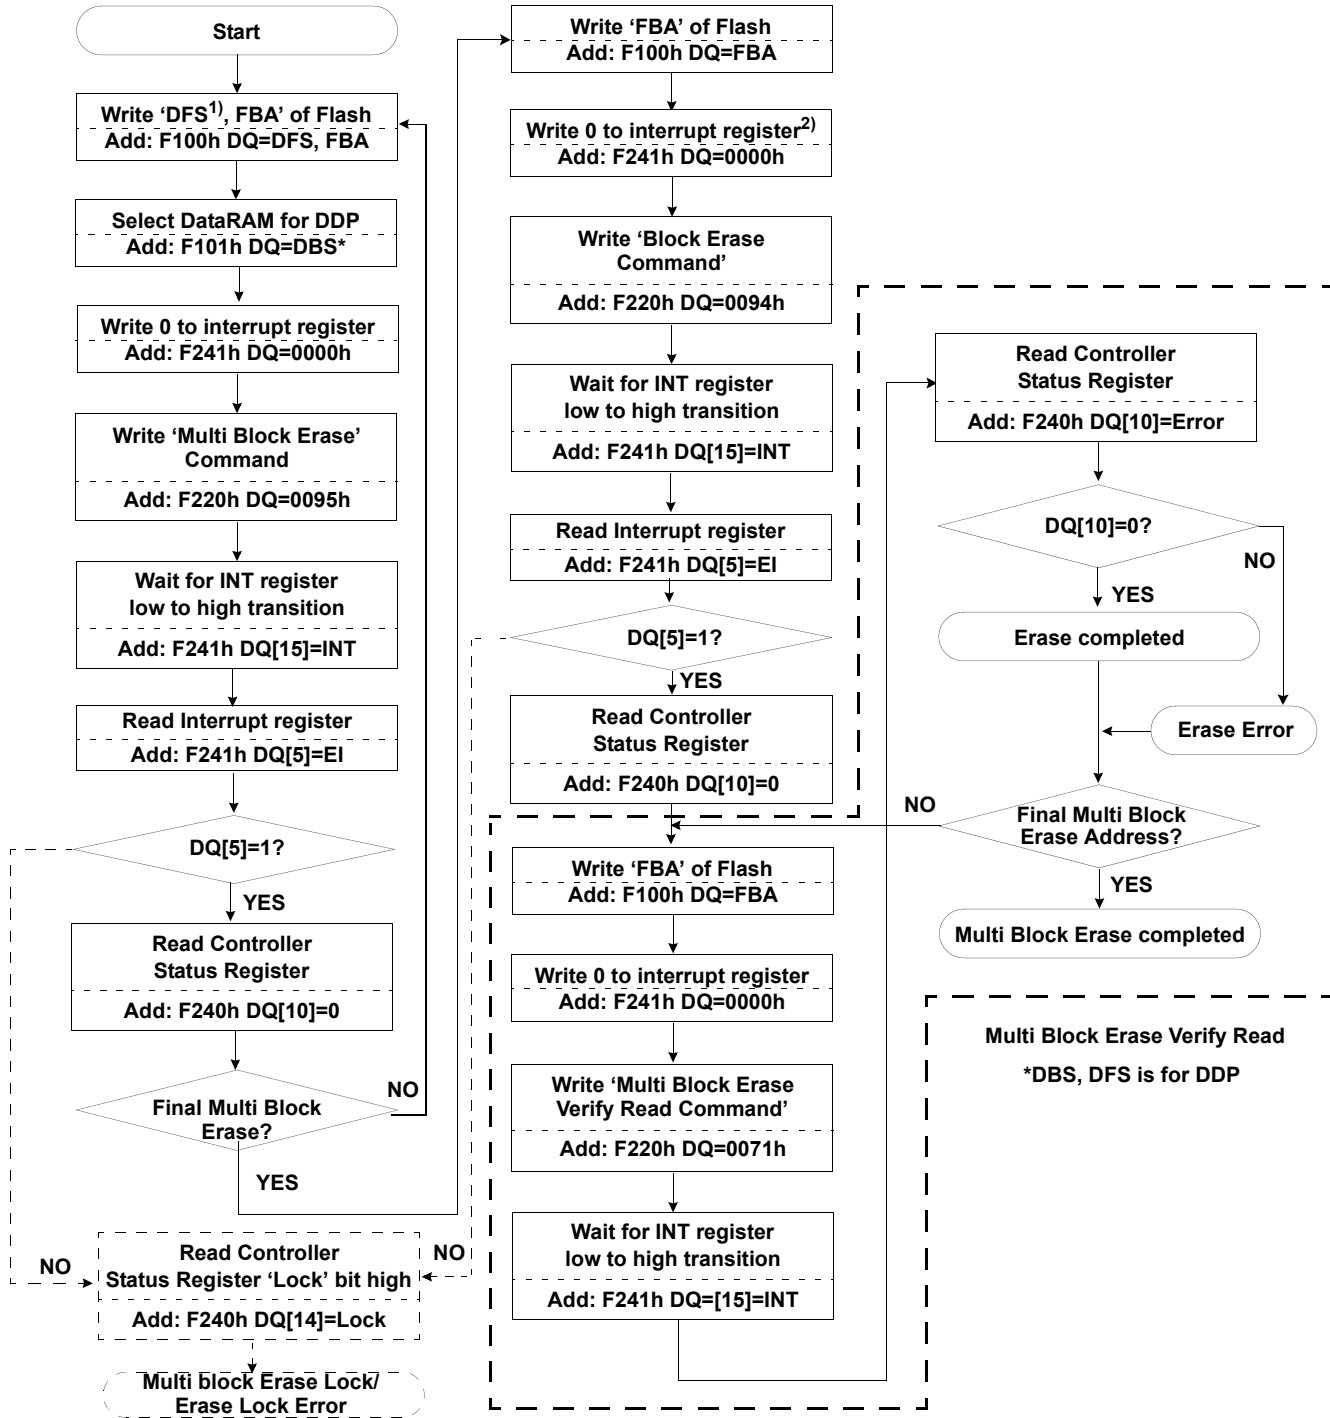 Start
Write ‘DFS1), FBA’ of Flash
Add: F100h DQ=DFS, FBA
Select DataRAM for DDP
Add: F101h DQ=DBS*
Write 0 to interrupt register
Add: F241h DQ=0000h
Write ‘Multi Block Erase’
Command
Add: F220h DQ=0095h
Wait for INT register
low to high transition
Add: F241h DQ[15]=INT
Read Interrupt register
Add: F241h DQ[5]=EI
DQ[5]=1?
YES
Read Controller
Status Register
Add: F240h DQ[10]=0
NO
Final Multi Block
Erase?
YES
NO
Read Controller
Status Register ‘Lock’ bit high
Add: F240h DQ[14]=Lock
NO
Multi block Erase Lock/
Erase Lock Error
Write ‘FBA’ of Flash
Add: F100h DQ=FBA
Write 0 to interrupt register2)
Add: F241h DQ=0000h
Write ‘Block Erase
Command’
Add: F220h DQ=0094h
Wait for INT register
low to high transition
Add: F241h DQ[15]=INT
Read Interrupt register
Add: F241h DQ[5]=EI
DQ[5]=1?
YES
Read Controller
Status Register
Add: F240h DQ[10]=0
Write ‘FBA’ of Flash
Add: F100h DQ=FBA
Write 0 to interrupt register
Add: F241h DQ=0000h
Write ‘Multi Block Erase
Verify Read Command’
Add: F220h DQ=0071h
Wait for INT register
low to high transition
Add: F241h DQ=[15]=INT
Read Controller
Status Register
Add: F240h DQ[10]=Error
DQ[10]=0?
NO
YES
Erase completed
Erase Error
NO
Final Multi Block
Erase Address?
YES
Multi Block Erase completed
Multi Block Erase Verify Read
*DBS, DFS is for DDP